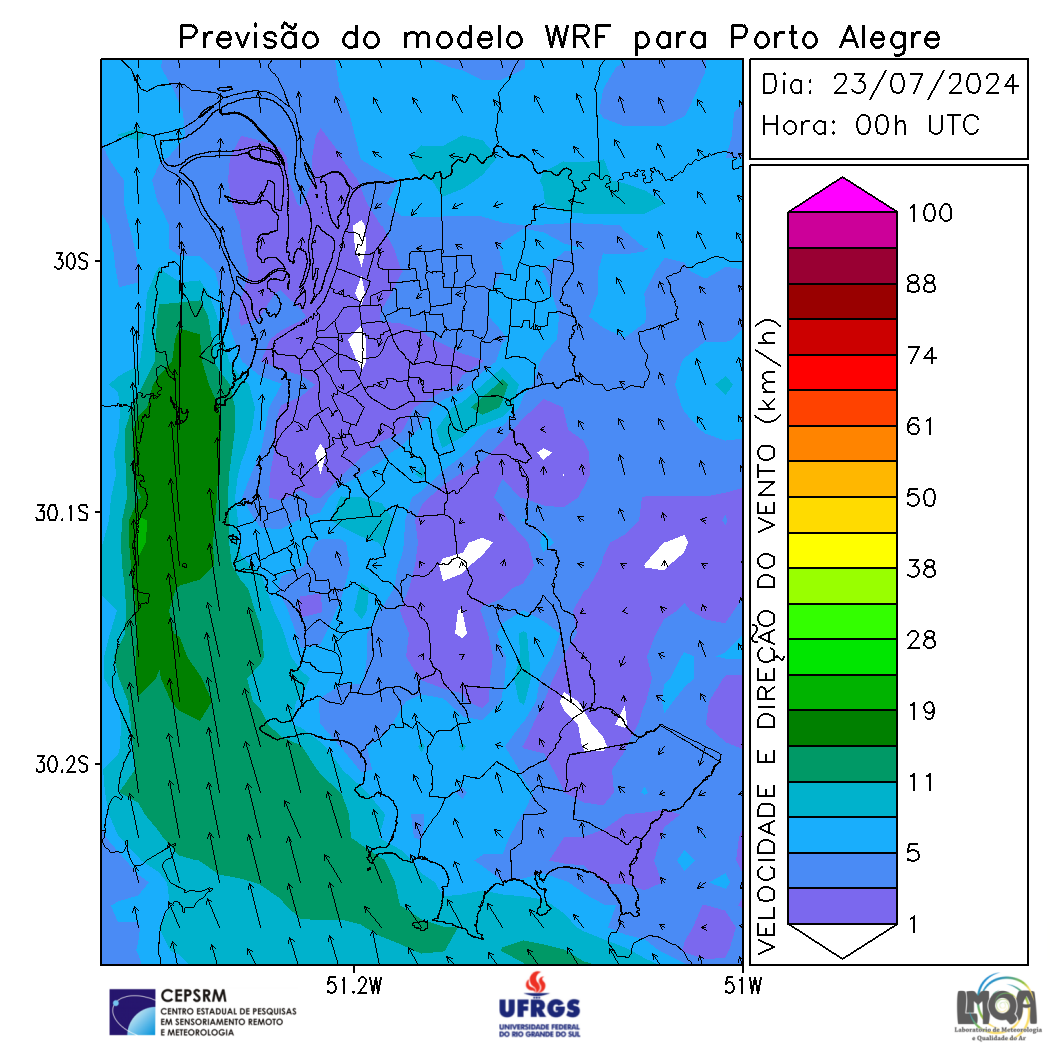 Previsão do modelo WRF para Porto Alegre
Dia: 23/07/2024
Hora: 00h UTC
30S
30.1S
30.2S
51.2W
51W
VELOCIDADE E DIREÇÃO DO VENTO (km/h)
100
88
74
61
50
38
28
19
11
5
1
CEPSRM
CENTRO ESTADUAL DE PESQUISAS
EM SENSORIAMENTO REMOTO
E METEOROLOGIA
UFRGS
UNIVERSIDADE FEDERAL
DO RIO GRANDE DO SUL
LMQA
Laboratório de Meteorologia
e Qualidade do Ar